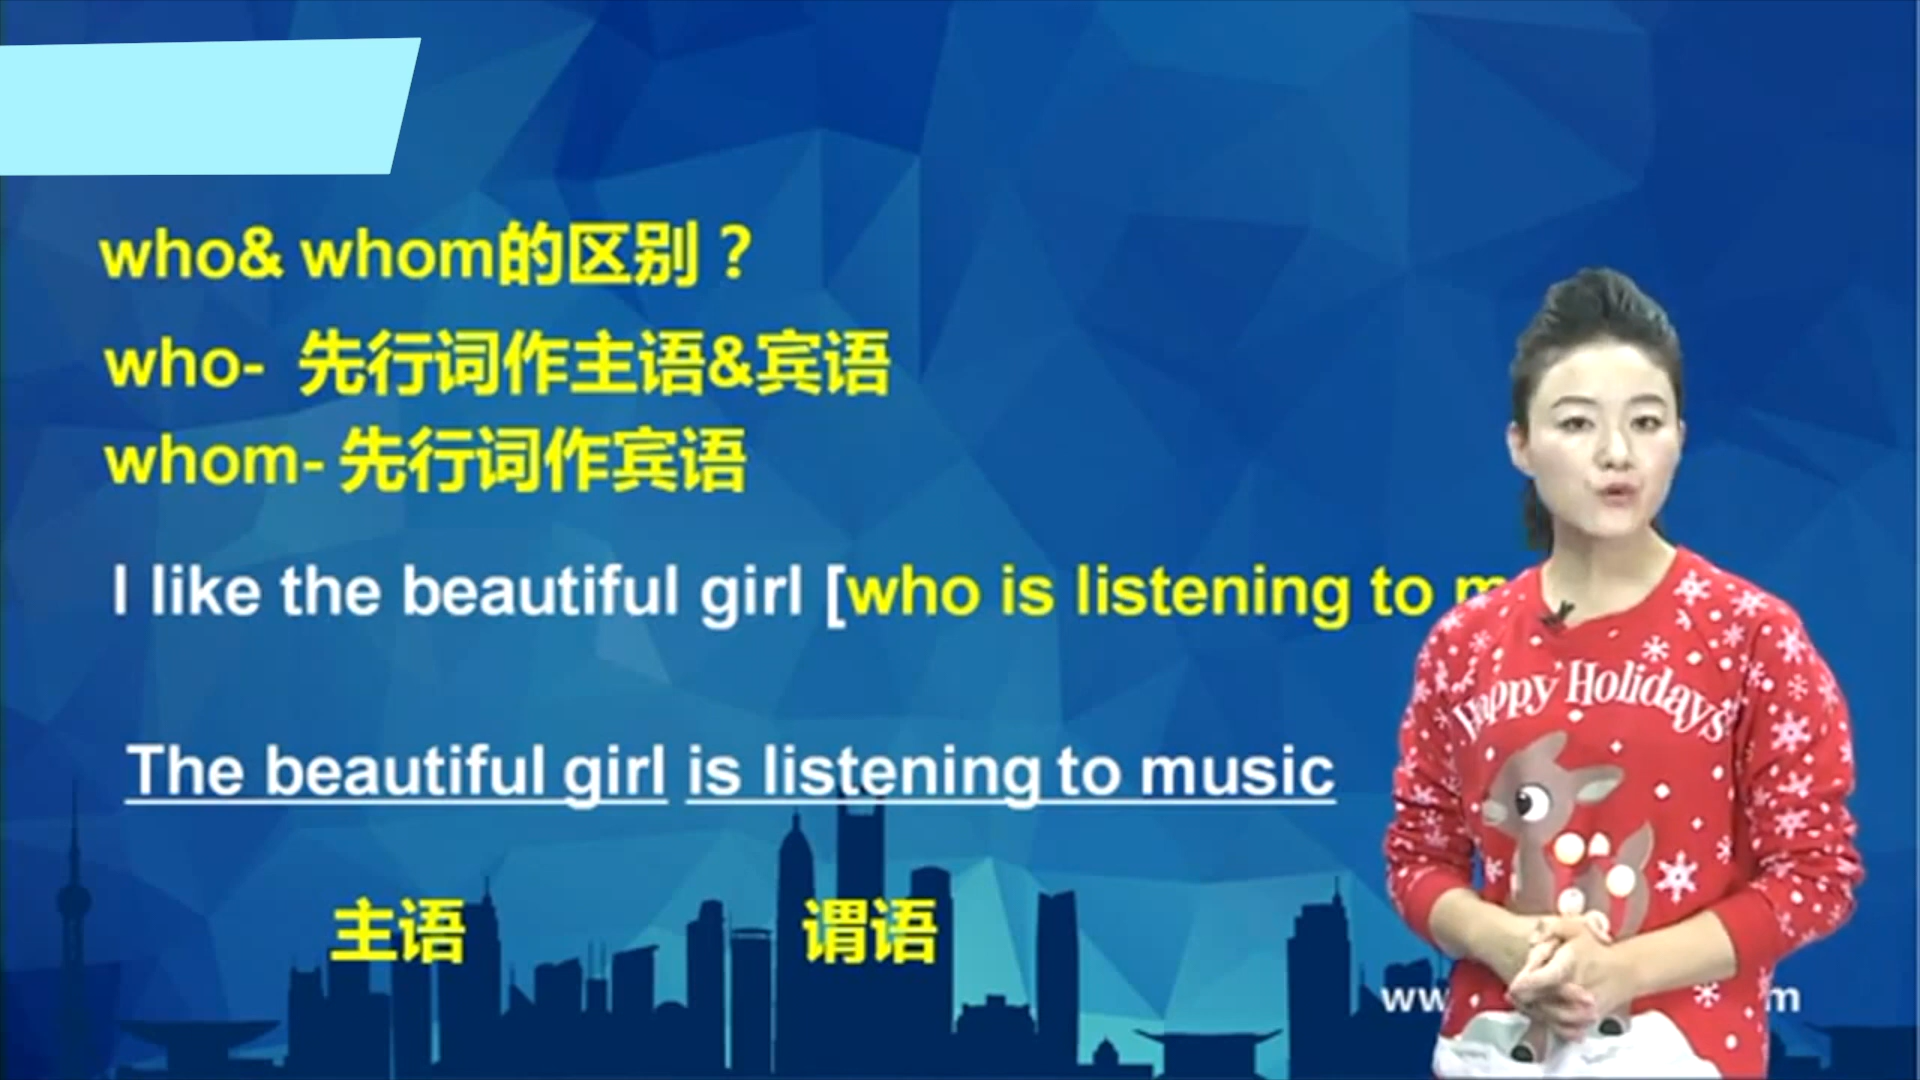 who& whom的区别？
who- 先行词作主语&宾语
whom- 先行词作宾语
I like the beautiful girl [who is listening to
The beautiful girl is listening to music
主语 谓语
Happy Holidays